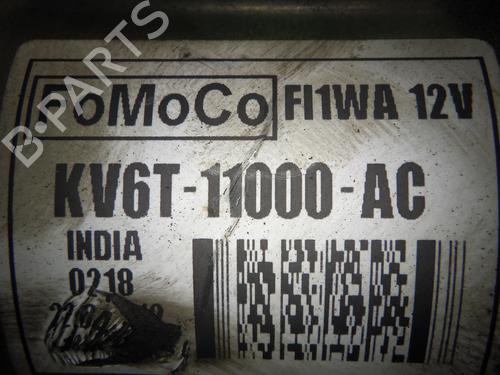 B-PARTS
FoMoCo FI1WA 12V
KV6T-11000-AC
INDIA
0218